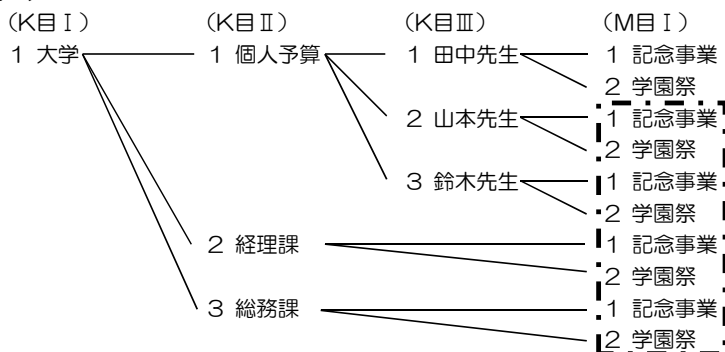 (K目Ⅰ) (K目Ⅱ) (K目Ⅲ) (M目Ⅰ)
1 大学 1 個人予算 1 田中先生 1 記念事業
2 学園祭
2 山本先生 1 記念事業
2 学園祭
3 鈴木先生 1 記念事業
2 学園祭
2 経理課 1 記念事業
2 学園祭
3 総務課 1 記念事業
2 学園祭